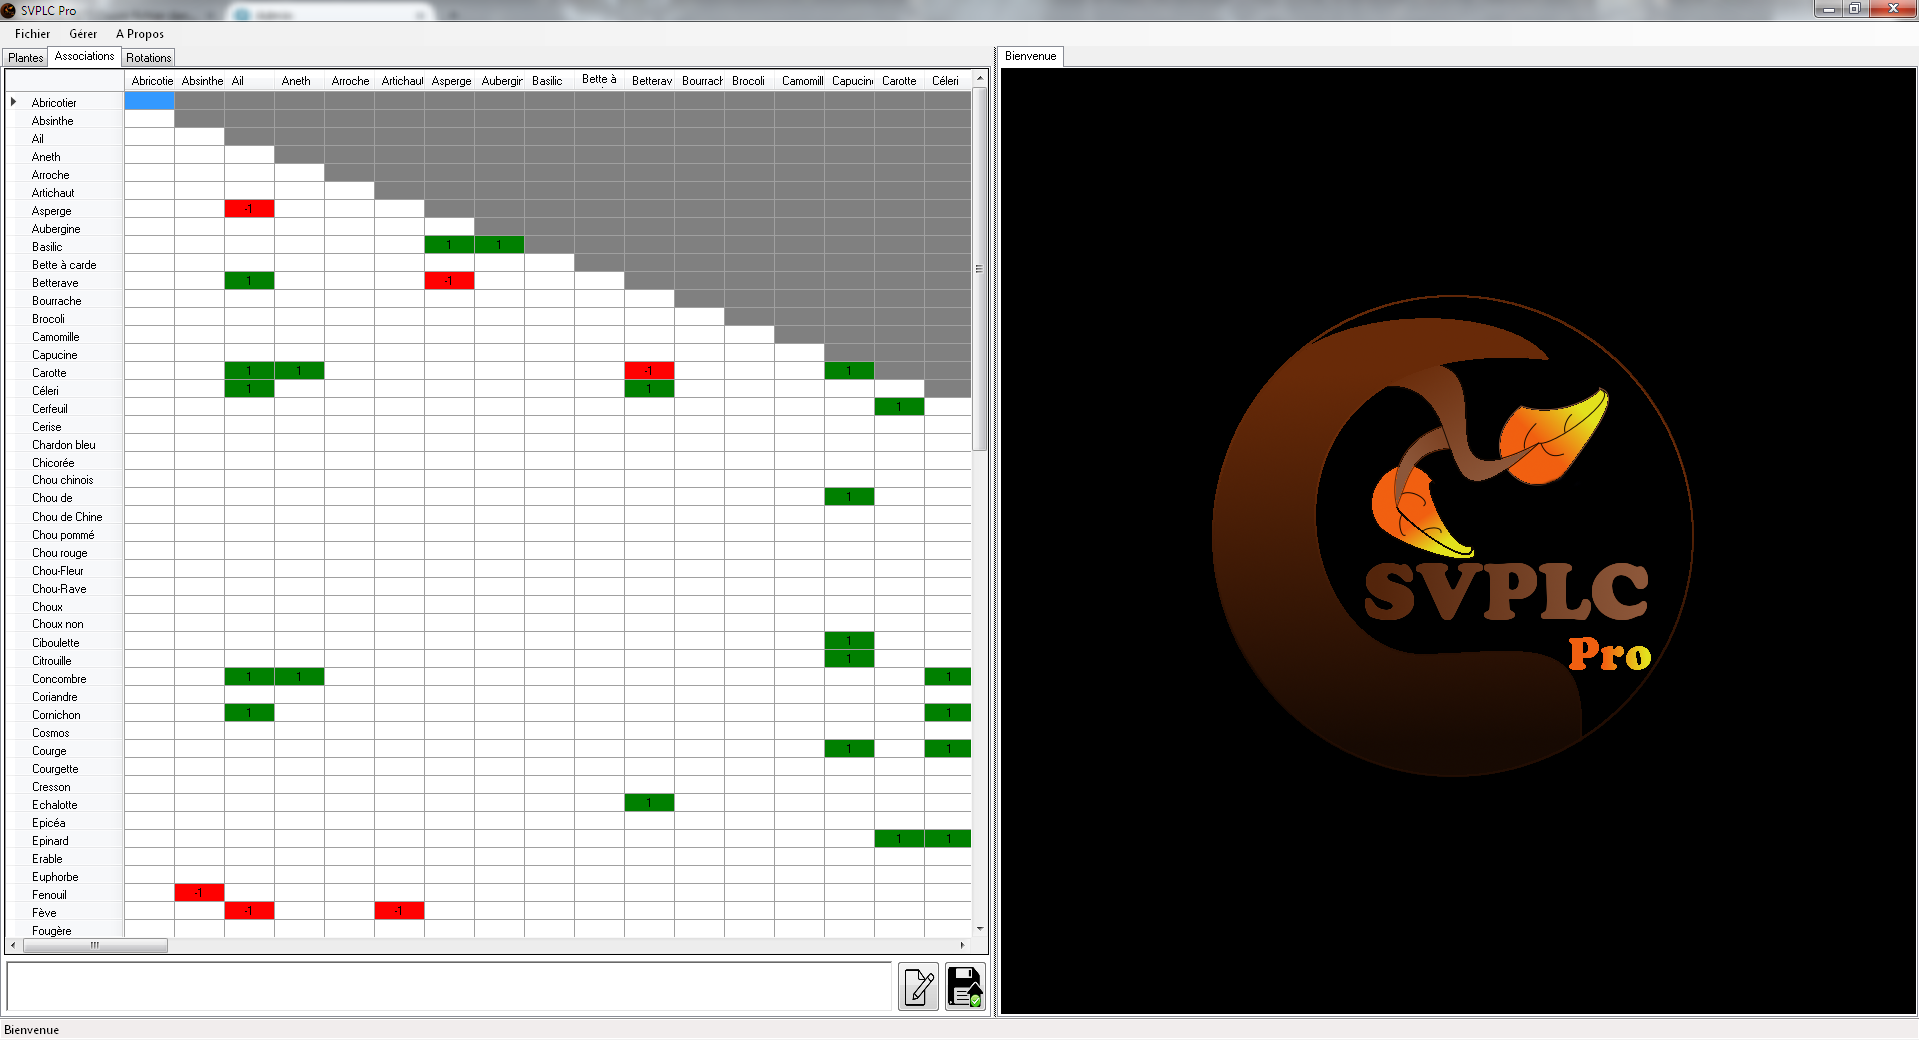 SVPLC Pro
Fichier Gérer A Propos
Plantes Associations Rotations
Bienvenue
Abricotie Absinthe Ail Aneth Arroche Artichaut Asperge Aubergin Basilic Bette à Betterav Bourrach Brocoli Camomill Capucin Carotte Céleri
Abricotier
Absinthe
Ail
Aneth
Arroche
Artichaut
Asperge -1
Aubergine
Basilic 1 1
Bette à carde
Betterave 1 -1
Bourrache
Brocoli
Camomille
Capucine
Carotte 1 1 -1 1
Céleri 1 1
Cerfeuil 1
Cerise
Chardon bleu
Chicorée
Chou chinois
Chou de 1
Chou de Chine
Chou pommé
Chou rouge
Chou-Fleur
Chou-Rave
Choux
Choux non
Ciboulette 1
Citrouille 1
Concombre 1 1 1
Coriandre
Cornichon 1 1
Cosmos
Courge 1 1
Courgette
Cresson
Echalotte 1
Epicéa
Epinard 1 1
Erable
Euphorbe
Fenouil -1
Fève -1 -1
Fougère
SVPLC
Pro
Bienvenue